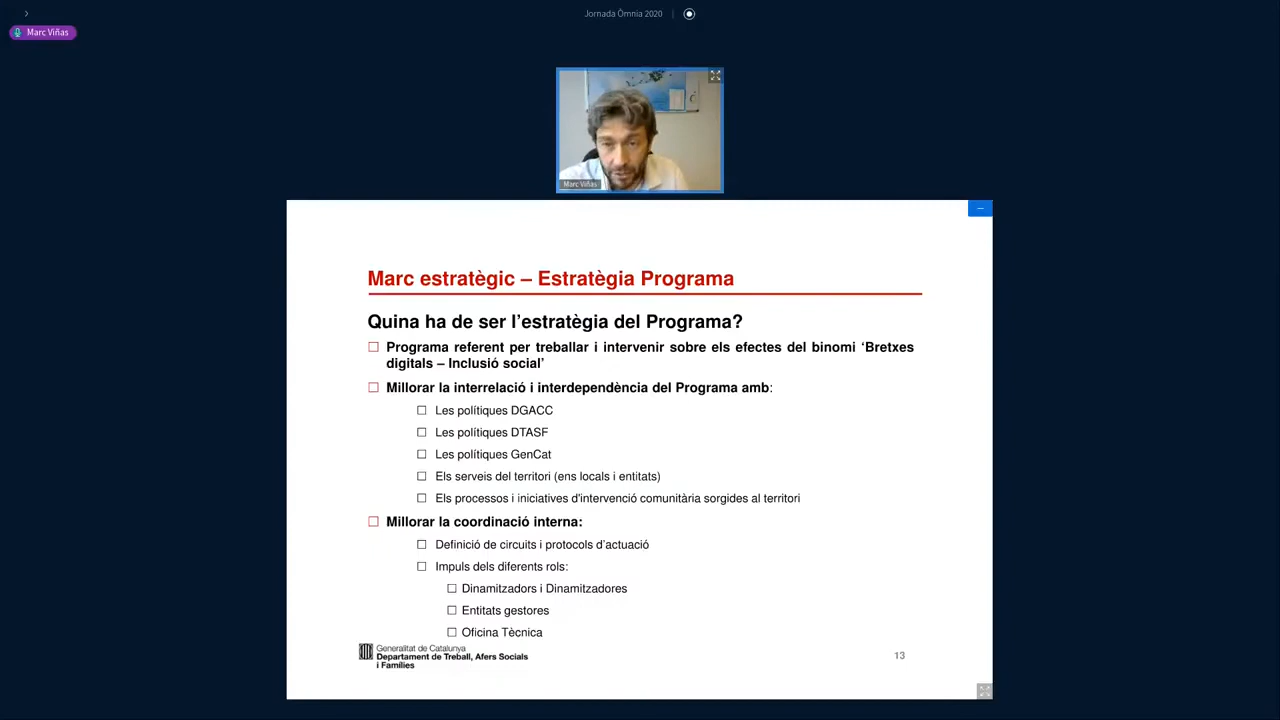 Jornada Òmnia 2020
Marc Viñas
Marc Viñas
Marc estratègic – Estratègia Programa
Quina ha de ser l'estratègia del Programa?
Programa referent per treballar i intervenir sobre els efectes del binomi ‘Bretxes
digitals – Inclusió social’
Millorar la interrelació i interdependència del Programa amb:
Les polítiques DGACC
Les polítiques DTASF
Les polítiques GenCat
Els serveis del territori (ens locals i entitats)
Els processos i iniciatives d'intervenció comunitària sorgides al territori
Millorar la coordinació interna:
Definició de circuits i protocols d'actuació
Impuls dels diferents rols:
Dinamitzadors i Dinamitzadores
Entitats gestores
Oficina Tècnica
Generalitat de Catalunya
Departament de Treball, Afers Socials
i Famílies
13